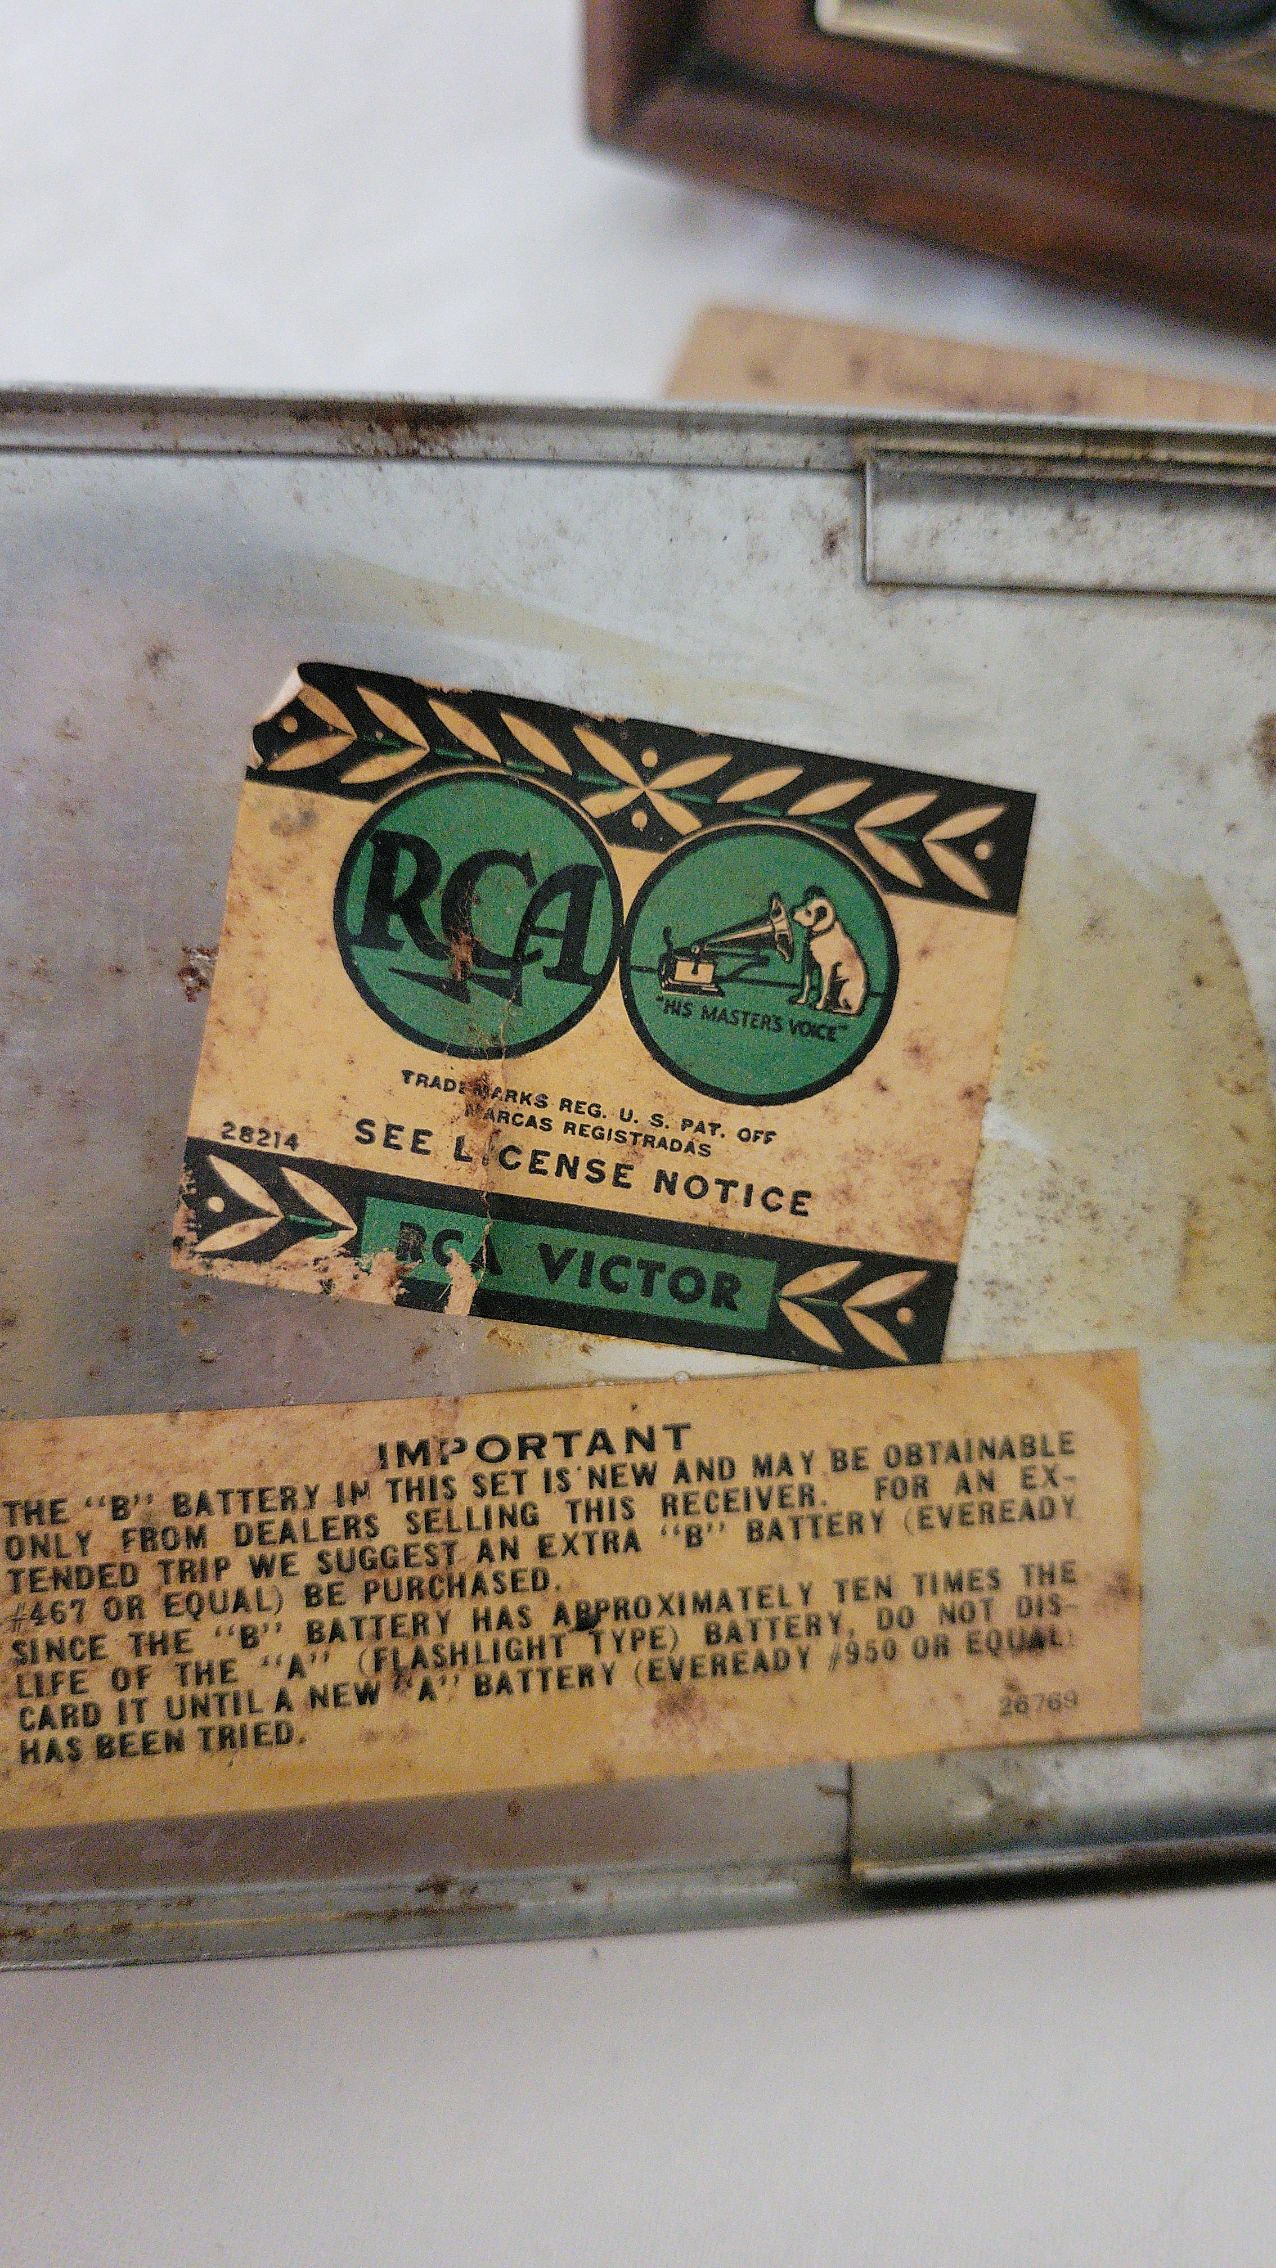 RCA
"HIS MASTER'S VOICE"
TRADEMARKS REG. U. S. PAT. OFF
MARCAS REGISTRADAS
28214
SEE LICENSE NOTICE
RCA VICTOR
IMPORTANT
THE "B" BATTERY IN THIS SET IS NEW AND MAY BE OBTAINABLE
ONLY FROM DEALERS SELLING THIS RECEIVER. FOR AN EX-
TENDED TRIP WE SUGGEST AN EXTRA "B" BATTERY (EVEREADY
#467 OR EQUAL) BE PURCHASED.
SINCE THE "B" BATTERY HAS APPROXIMATELY TEN TIMES THE
LIFE OF THE "A" (FLASHLIGHT TYPE) BATTERY, DO NOT DIS-
CARD IT UNTIL A NEW "A" BATTERY (EVEREADY #950 OR EQUAL)
HAS BEEN TRIED.
26769